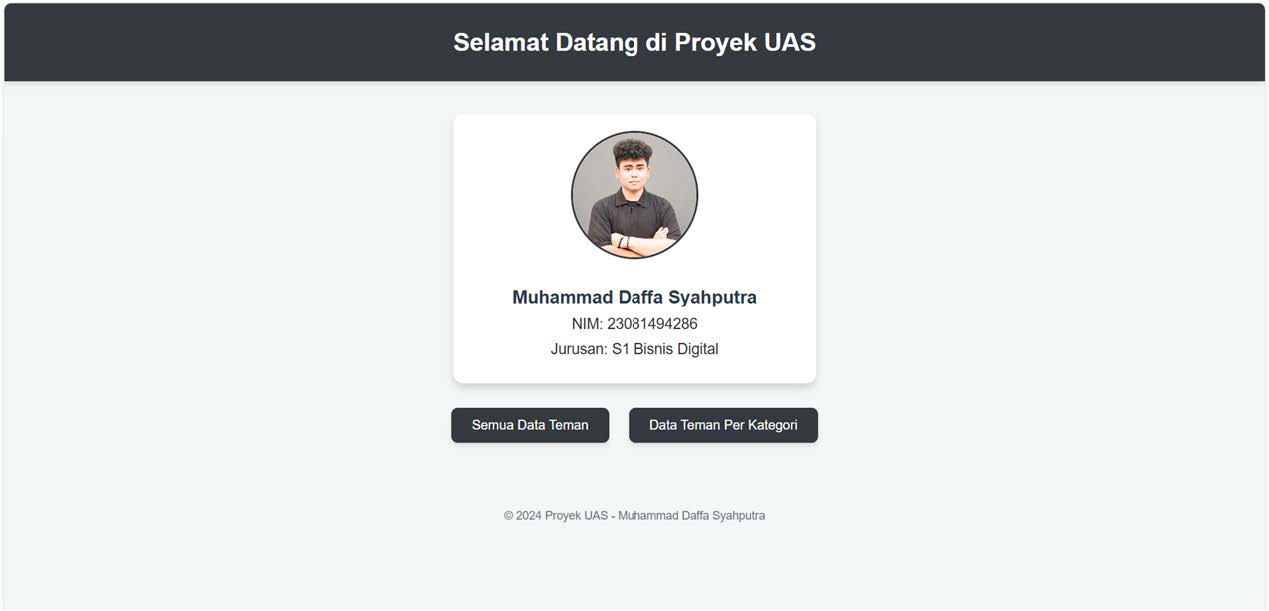 Selamat Datang di Proyek UAS
Muhammad Daffa Syahputra
NIM: 23081494286
Jurusan: S1 Bisnis Digital
Semua Data Teman
Data Teman Per Kategori
© 2024 Proyek UAS - Muhammad Daffa Syahputra